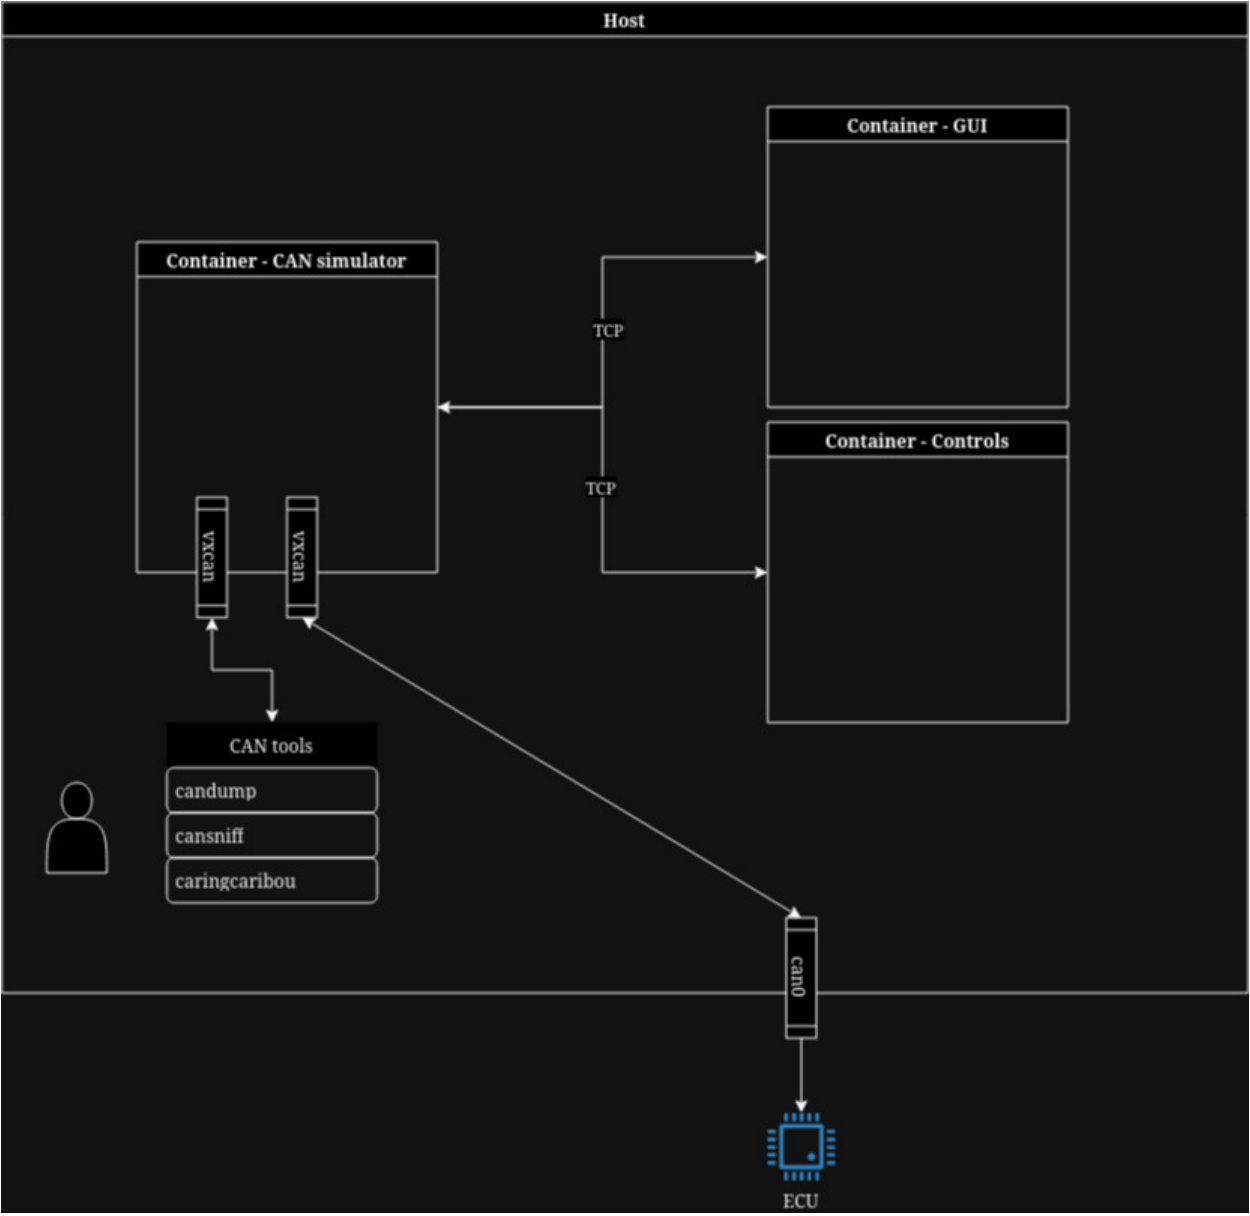 Host
Container - GUI
Container - CAN simulator
TCP
Container - Controls
TCP
vxcan
vxcan
CAN tools
candump
cansniff
caringcaribou
can0
ECU